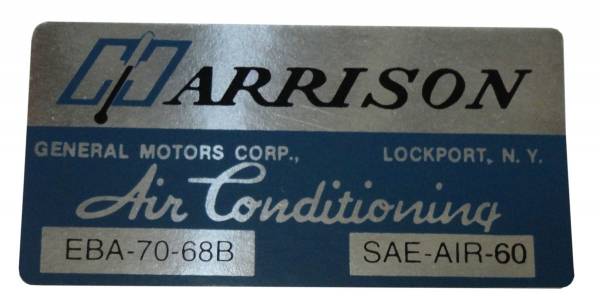 HARRISON
GENERAL MOTORS CORP., LOCKPORT, N. Y.
Air Conditioning
EBA-70-68B SAE-AIR-60